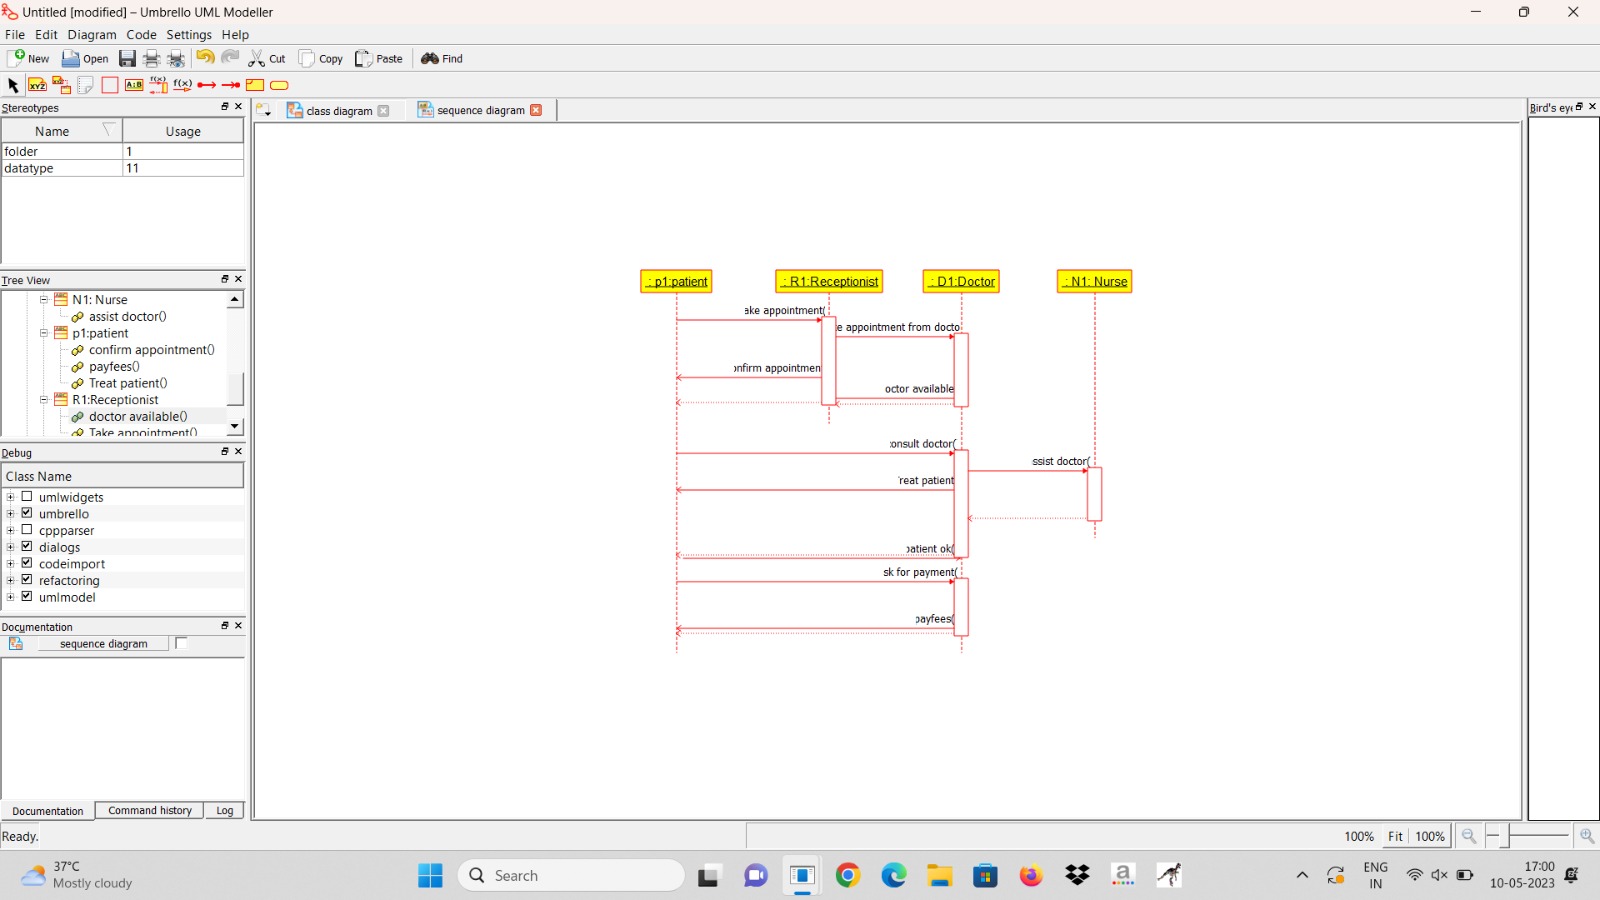 Untitled [modified] – Umbrello UML Modeller
File Edit Diagram Code Settings Help
New Open Cut Copy Paste Find
XYZ A:B f(x) f(x)
Stereotypes
class diagram
sequence diagram
Bird's eye
Name Usage
folder 1
datatype 11
Tree View
N1: Nurse
assist doctor()
p1:patient
confirm appointment()
payfees()
Treat patient()
R1:Receptionist
doctor available()
Take appointment()
Debug
Class Name
umlwidgets
umbrello
cppparser
dialogs
codeimport
refactoring
umlmodel
Documentation
sequence diagram
Documentation Command history Log
: p1:patient
: R1:Receptionist
: D1:Doctor
: N1: Nurse
ake appointment(
e appointment from docto
onfirm appointmen
octor available
onsult doctor(
ssist doctor(
reat patient
patient ok(
sk for payment(
payfees(
Ready.
100% Fit 100%
37°C
Mostly cloudy
Search
a
ENG
IN
17:00
10-05-2023